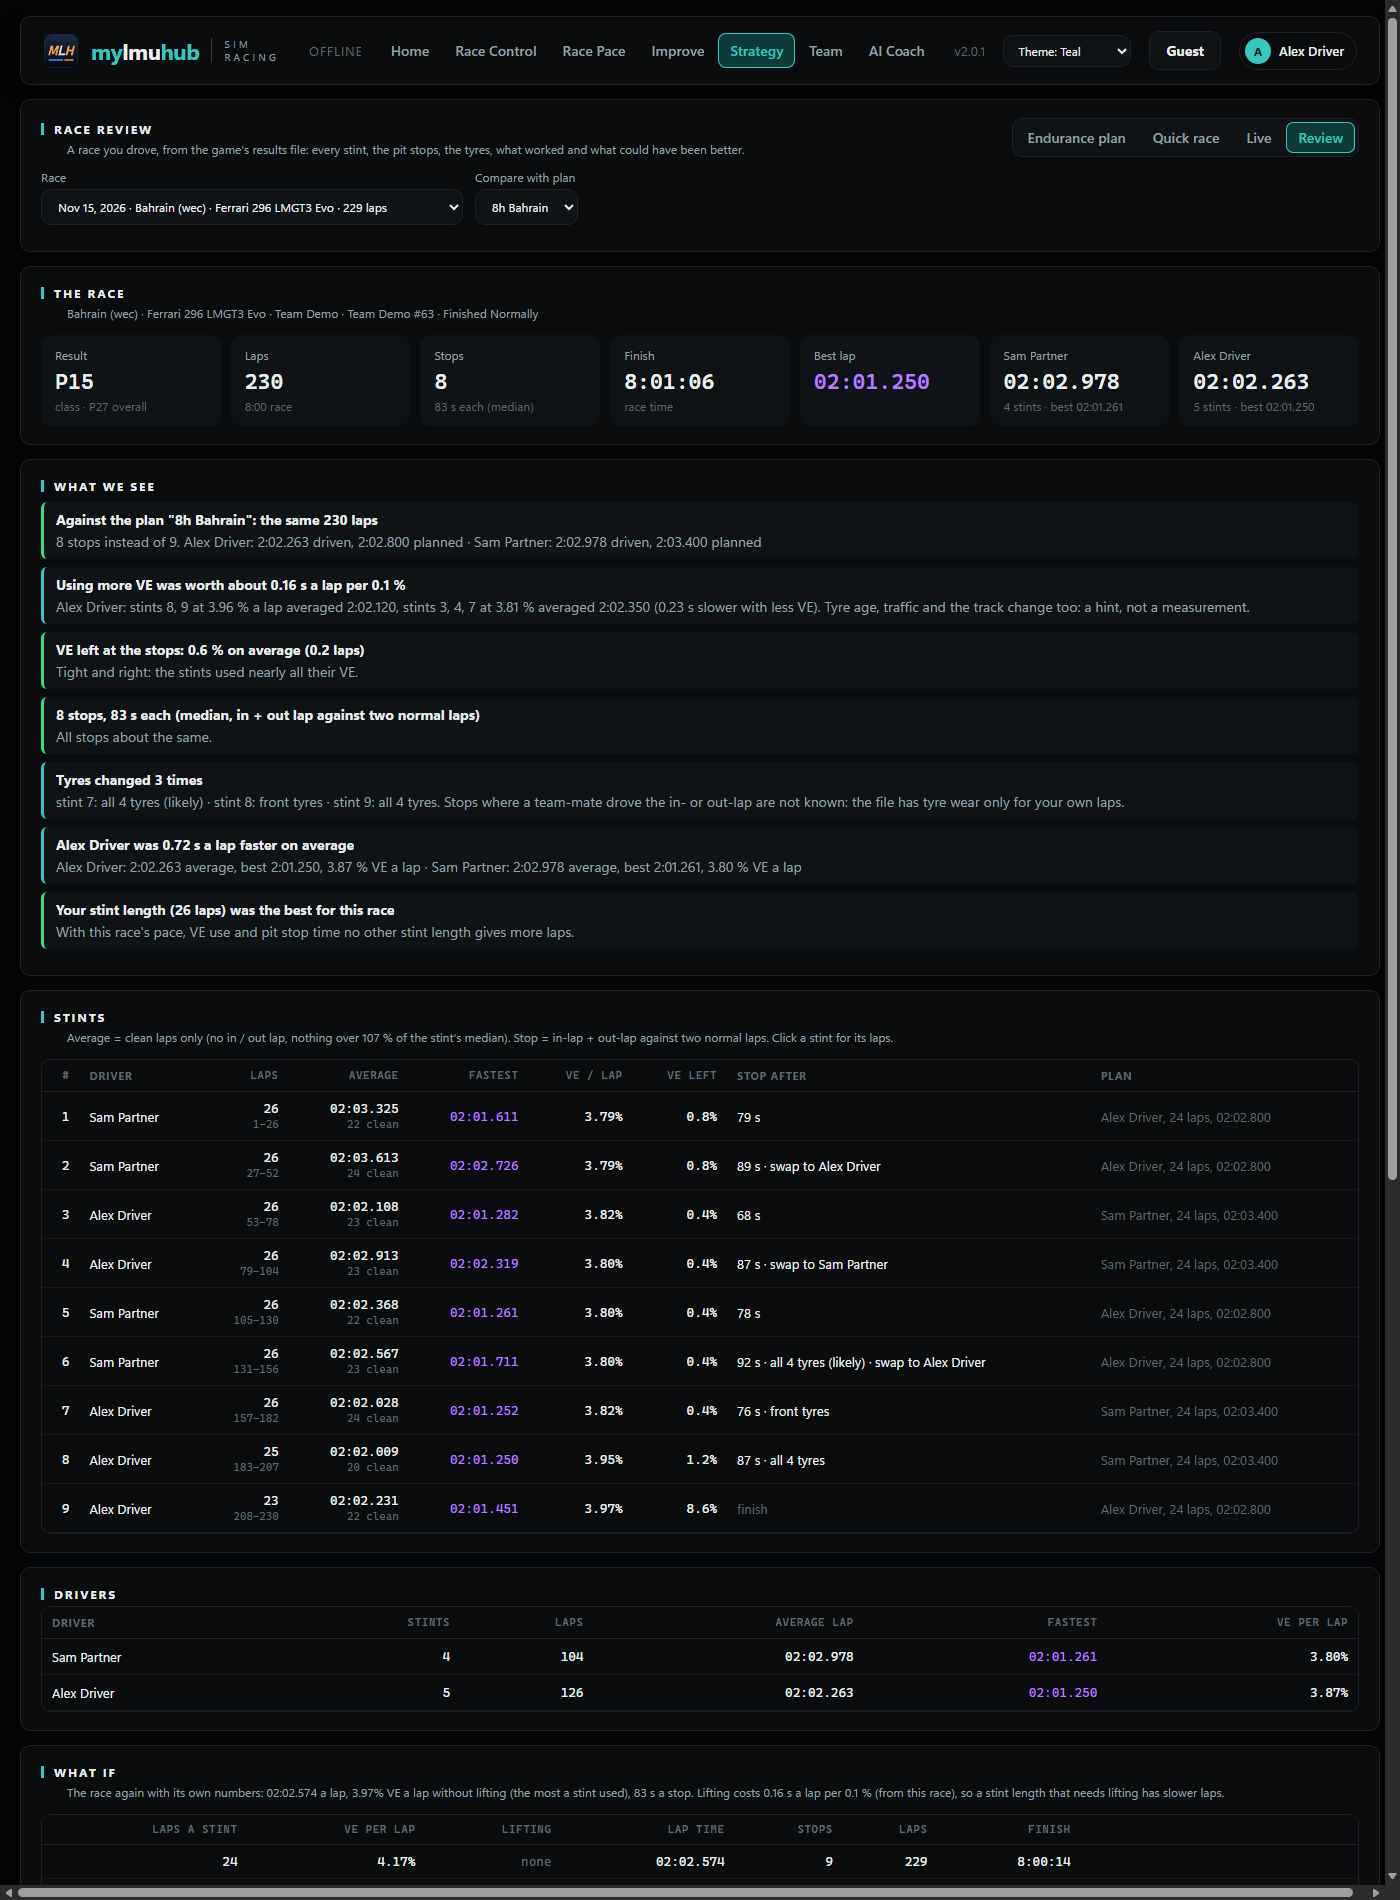 MLH mylmuhub SIM RACING OFFLINE Home Race Control Race Pace Improve Strategy Team AI Coach v2.0.1 Theme: Teal Guest A Alex Driver
RACE REVIEW
A race you drove, from the game's results file: every stint, the pit stops, the tyres, what worked and what could have been better.
Endurance plan Quick race Live Review
Race Compare with plan
Nov 15, 2026 · Bahrain (wec) · Ferrari 296 LMGT3 Evo · 229 laps 8h Bahrain
THE RACE
Bahrain (wec) · Ferrari 296 LMGT3 Evo · Team Demo · Team Demo #63 · Finished Normally
Result Laps Stops Finish Best lap Sam Partner Alex Driver
P15 230 8 8:01:06 02:01.250 02:02.978 02:02.263
class · P27 overall 8:00 race 83 s each (median) race time 4 stints · best 02:01.261 5 stints · best 02:01.250
WHAT WE SEE
Against the plan "8h Bahrain": the same 230 laps
8 stops instead of 9. Alex Driver: 2:02.263 driven, 2:02.800 planned · Sam Partner: 2:02.978 driven, 2:03.400 planned
Using more VE was worth about 0.16 s a lap per 0.1 %
Alex Driver: stints 8, 9 at 3.96 % a lap averaged 2:02.120, stints 3, 4, 7 at 3.81 % averaged 2:02.350 (0.23 s slower with less VE). Tyre age, traffic and the track change too: a hint, not a measurement.
VE left at the stops: 0.6 % on average (0.2 laps)
Tight and right: the stints used nearly all their VE.
8 stops, 83 s each (median, in + out lap against two normal laps)
All stops about the same.
Tyres changed 3 times
stint 7: all 4 tyres (likely) · stint 8: front tyres · stint 9: all 4 tyres. Stops where a team-mate drove the in- or out-lap are not known: the file has tyre wear only for your own laps.
Alex Driver was 0.72 s a lap faster on average
Alex Driver: 2:02.263 average, best 2:01.250, 3.87 % VE a lap · Sam Partner: 2:02.978 average, best 2:01.261, 3.80 % VE a lap
Your stint length (26 laps) was the best for this race
With this race's pace, VE use and pit stop time no other stint length gives more laps.
STINTS
Average = clean laps only (no in / out lap, nothing over 107 % of the stint's median). Stop = in-lap + out-lap against two normal laps. Click a stint for its laps.
# DRIVER LAPS AVERAGE FASTEST VE / LAP VE LEFT STOP AFTER PLAN
1 Sam Partner 26 02:03.325 02:01.611 3.79% 0.8% 79 s Alex Driver, 24 laps, 02:02.800
1–26 22 clean
2 Sam Partner 26 02:03.613 02:02.726 3.79% 0.8% 89 s · swap to Alex Driver Alex Driver, 24 laps, 02:02.800
27–52 24 clean
3 Alex Driver 26 02:02.108 02:01.282 3.82% 0.4% 68 s Sam Partner, 24 laps, 02:03.400
53–78 23 clean
4 Alex Driver 26 02:02.913 02:02.319 3.80% 0.4% 87 s · swap to Sam Partner Sam Partner, 24 laps, 02:03.400
79–104 23 clean
5 Sam Partner 26 02:02.368 02:01.261 3.80% 0.4% 78 s Alex Driver, 24 laps, 02:02.800
105–130 22 clean
6 Sam Partner 26 02:02.567 02:01.711 3.80% 0.4% 92 s · all 4 tyres (likely) · swap to Alex Driver Alex Driver, 24 laps, 02:02.800
131–156 23 clean
7 Alex Driver 26 02:02.028 02:01.252 3.82% 0.4% 76 s · front tyres Sam Partner, 24 laps, 02:03.400
157–182 24 clean
8 Alex Driver 25 02:02.009 02:01.250 3.95% 1.2% 87 s · all 4 tyres Sam Partner, 24 laps, 02:03.400
183–207 20 clean
9 Alex Driver 23 02:02.231 02:01.451 3.97% 8.6% finish Alex Driver, 24 laps, 02:02.800
208–230 22 clean
DRIVERS
DRIVER STINTS LAPS AVERAGE LAP FASTEST VE PER LAP
Sam Partner 4 104 02:02.978 02:01.261 3.80%
Alex Driver 5 126 02:02.263 02:01.250 3.87%
WHAT IF
The race again with its own numbers: 02:02.574 a lap, 3.97% VE a lap without lifting (the most a stint used), 83 s a stop. Lifting costs 0.16 s a lap per 0.1 % (from this race), so a stint length that needs lifting has slower laps.
LAPS A STINT VE PER LAP LIFTING LAP TIME STOPS LAPS FINISH
24 4.17% none 02:02.574 9 229 8:00:14